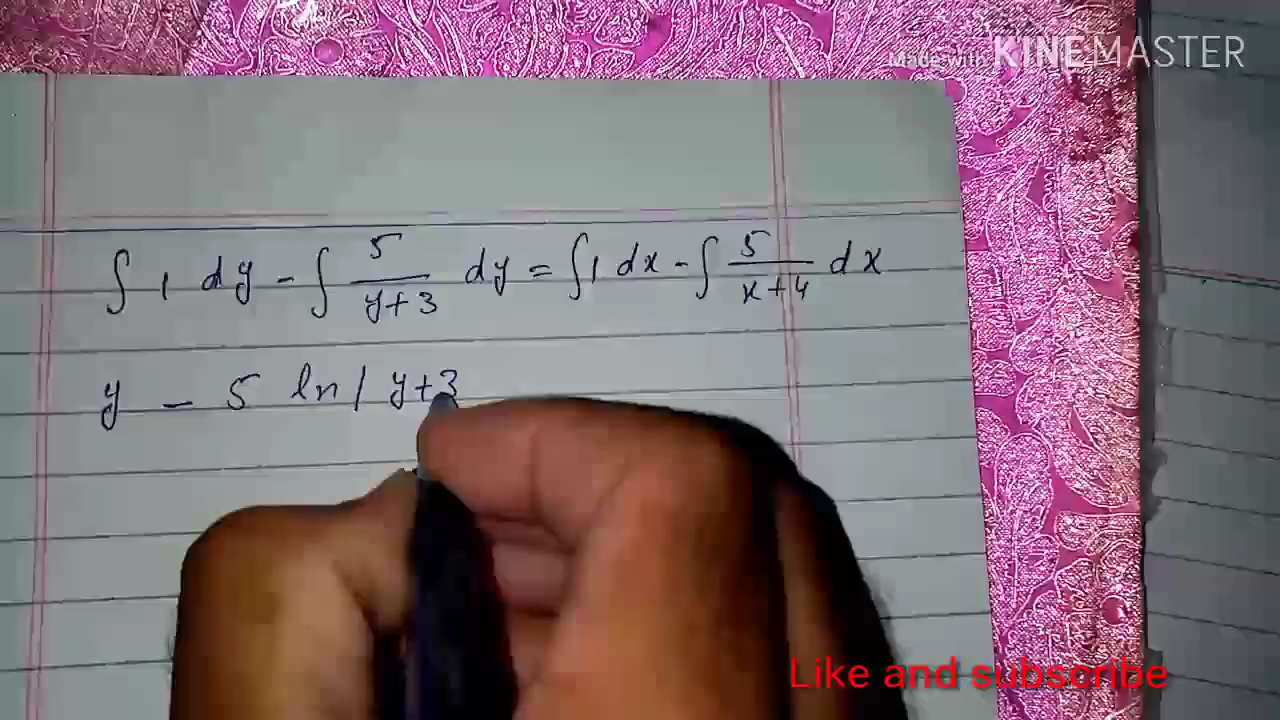 Made with KINEMASTER
∫ 1 dy - ∫ 5/(y+3) dy = ∫ 1 dx - ∫ 5/(x+4) dx
y - 5 ln | y+3
Like and subscribe